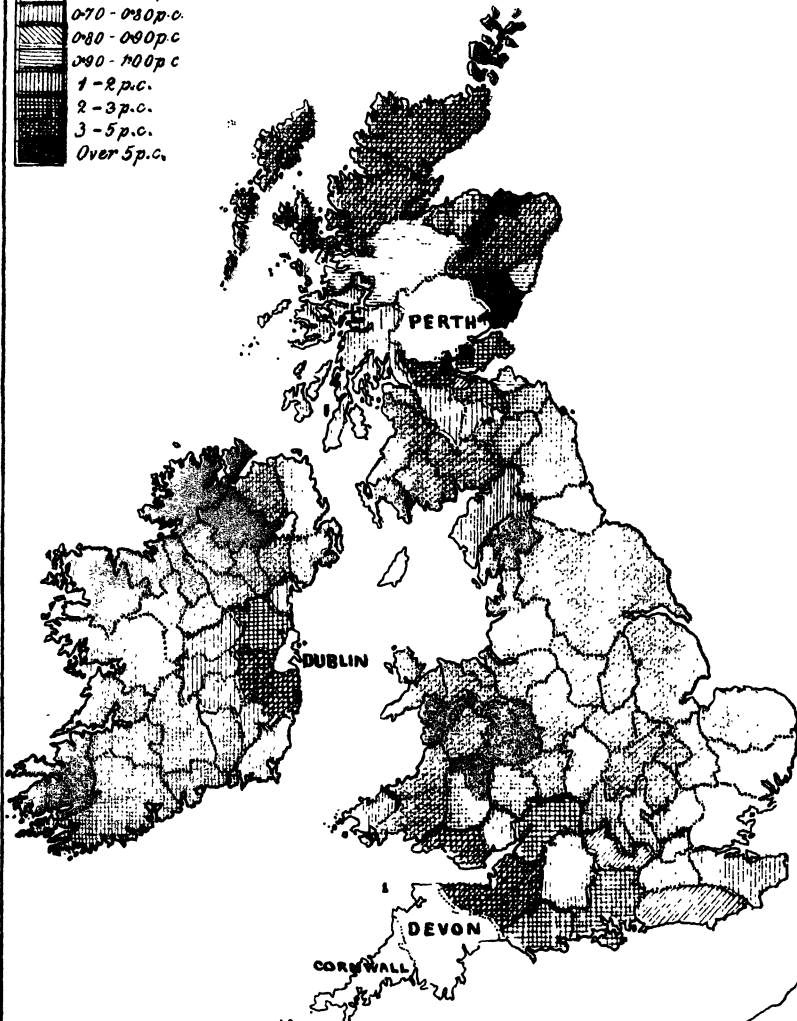 0·70 - 0·80 p.c.
0·80 - 0·90 p.c
0·90 - 1·00 p.c
1 - 2 p.c.
2 - 3 p.c.
3 - 5 p.c.
Over 5 p.c.
PERTH
DUBLIN
DEVON
CORNWALL